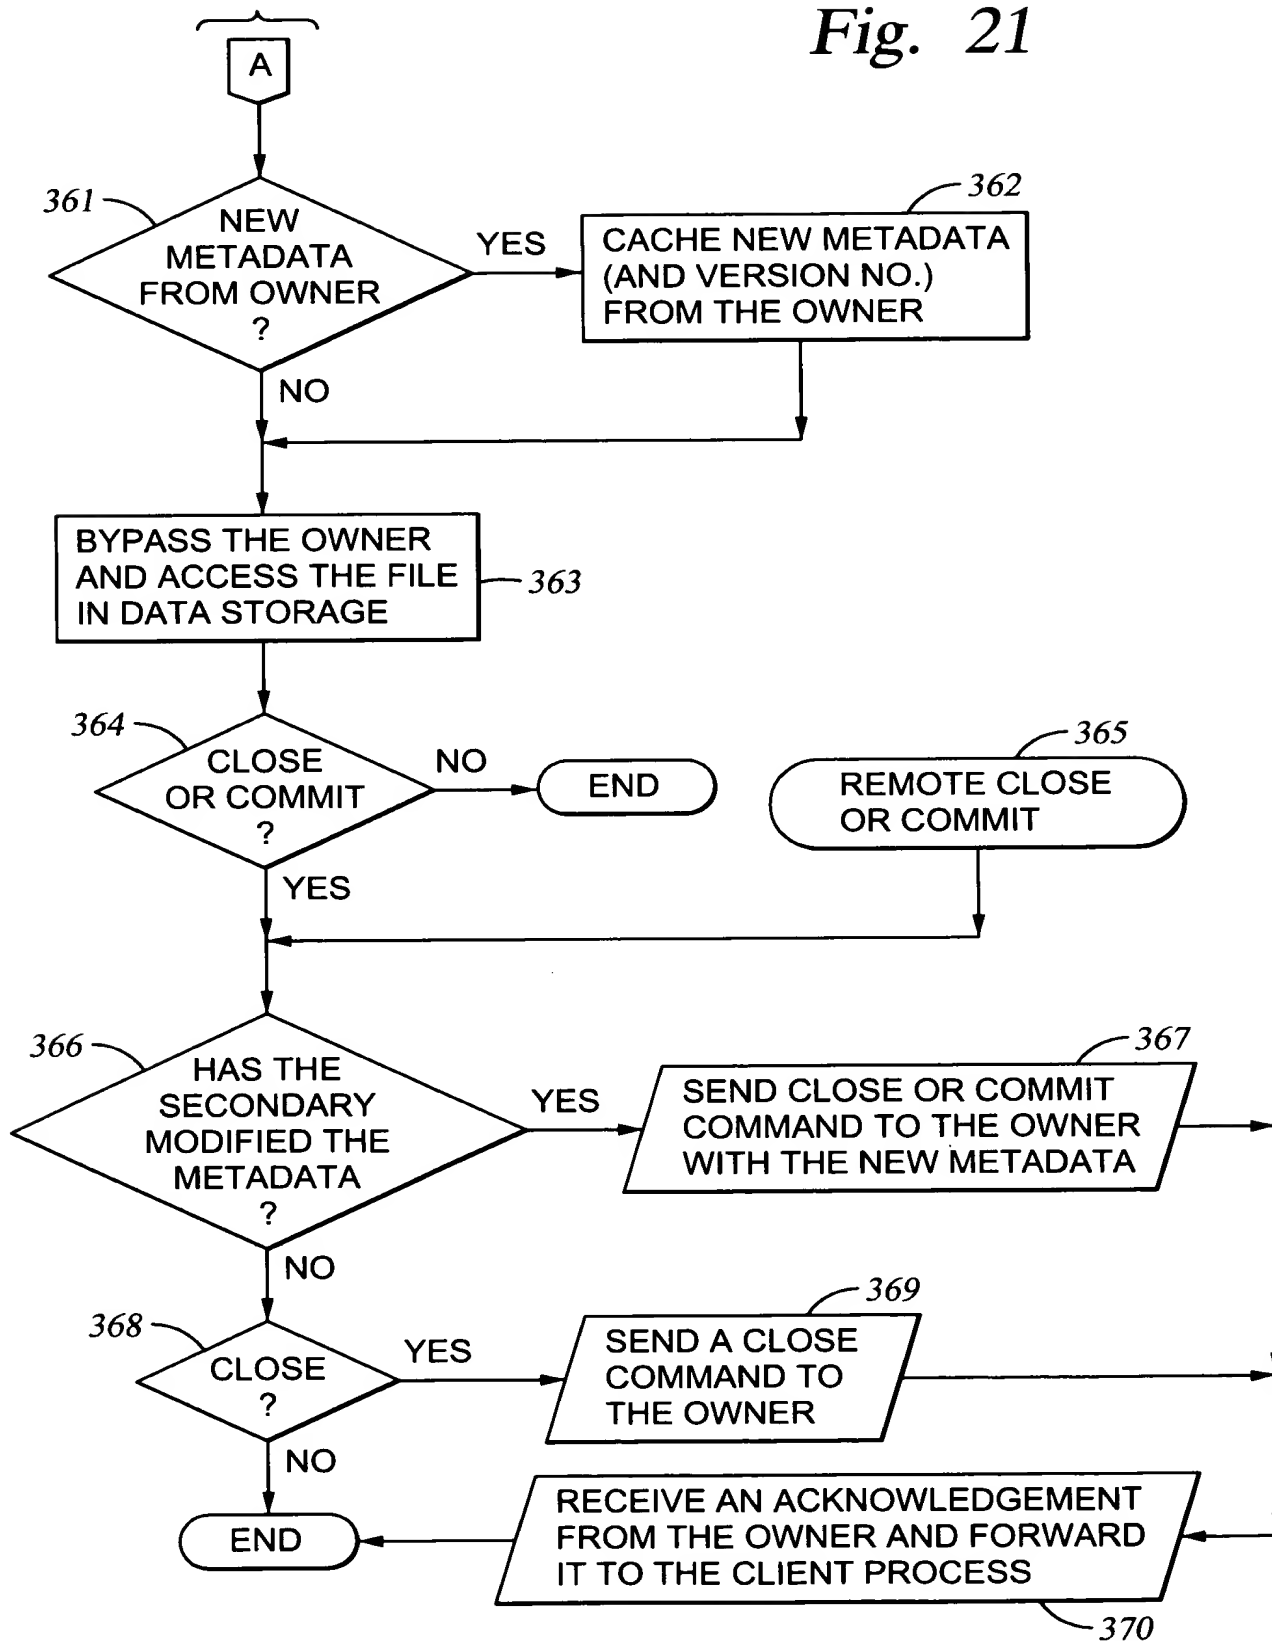 Fig. 21
A
361
NEW
METADATA
FROM OWNER
?
YES
362
CACHE NEW METADATA
(AND VERSION NO.)
FROM THE OWNER
NO
BYPASS THE OWNER
AND ACCESS THE FILE
IN DATA STORAGE
363
364
CLOSE
OR COMMIT
?
NO
END
365
REMOTE CLOSE
OR COMMIT
YES
366
HAS THE
SECONDARY
MODIFIED THE
METADATA
?
YES
367
SEND CLOSE OR COMMIT
COMMAND TO THE OWNER
WITH THE NEW METADATA
NO
368
CLOSE
?
YES
369
SEND A CLOSE
COMMAND TO
THE OWNER
NO
END
RECEIVE AN ACKNOWLEDGEMENT
FROM THE OWNER AND FORWARD
IT TO THE CLIENT PROCESS
370